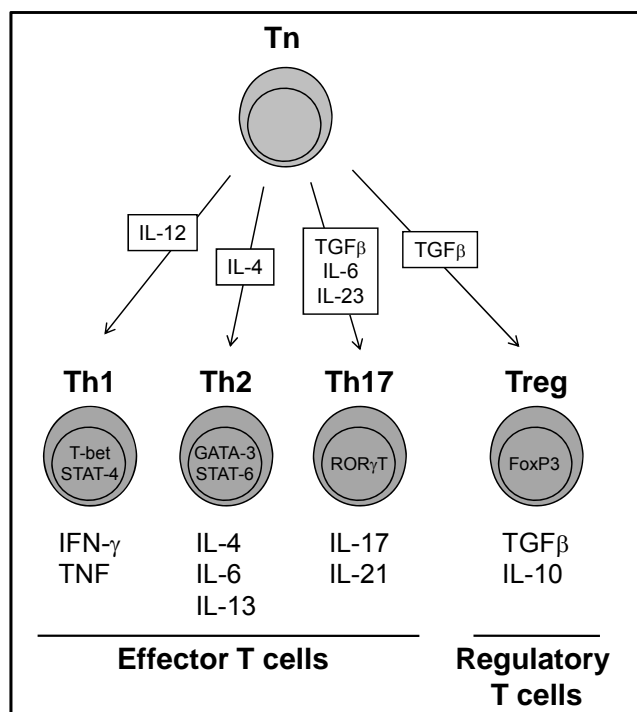 Tn
IL-12
IL-4
TGFβ
IL-6
IL-23
TGFβ
Th1
Th2
Th17
Treg
T-bet
STAT-4
GATA-3
STAT-6
RORγT
FoxP3
IFN-γ
TNF
IL-4
IL-6
IL-13
IL-17
IL-21
TGFβ
IL-10
Effector T cells
Regulatory
T cells